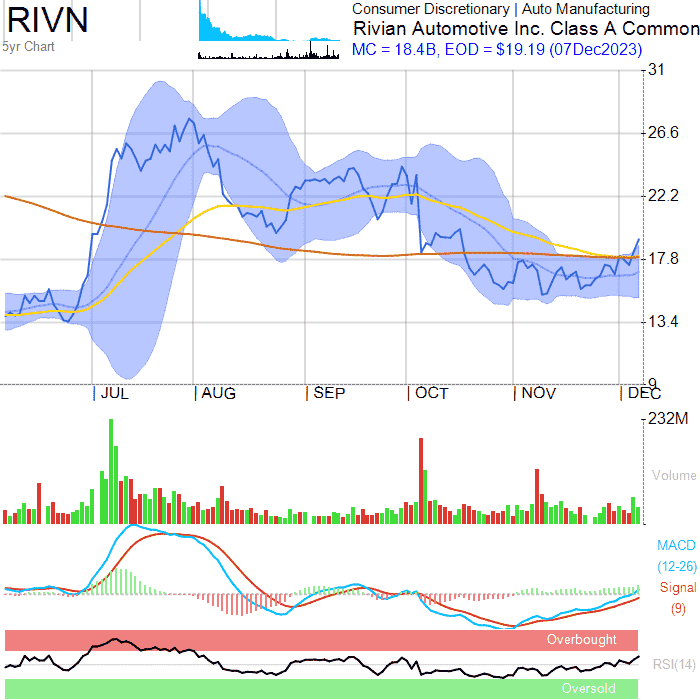 RIVN
5yr Chart
Consumer Discretionary | Auto Manufacturing
Rivian Automotive Inc. Class A Common
MC = 18.4B, EOD = $19.19 (07Dec2023)
31
26.6
22.2
17.8
13.4
9
JUL AUG SEP OCT NOV DEC
232M
Volume
MACD
(12-26)
Signal
(9)
Overbought
RSI(14)
Oversold